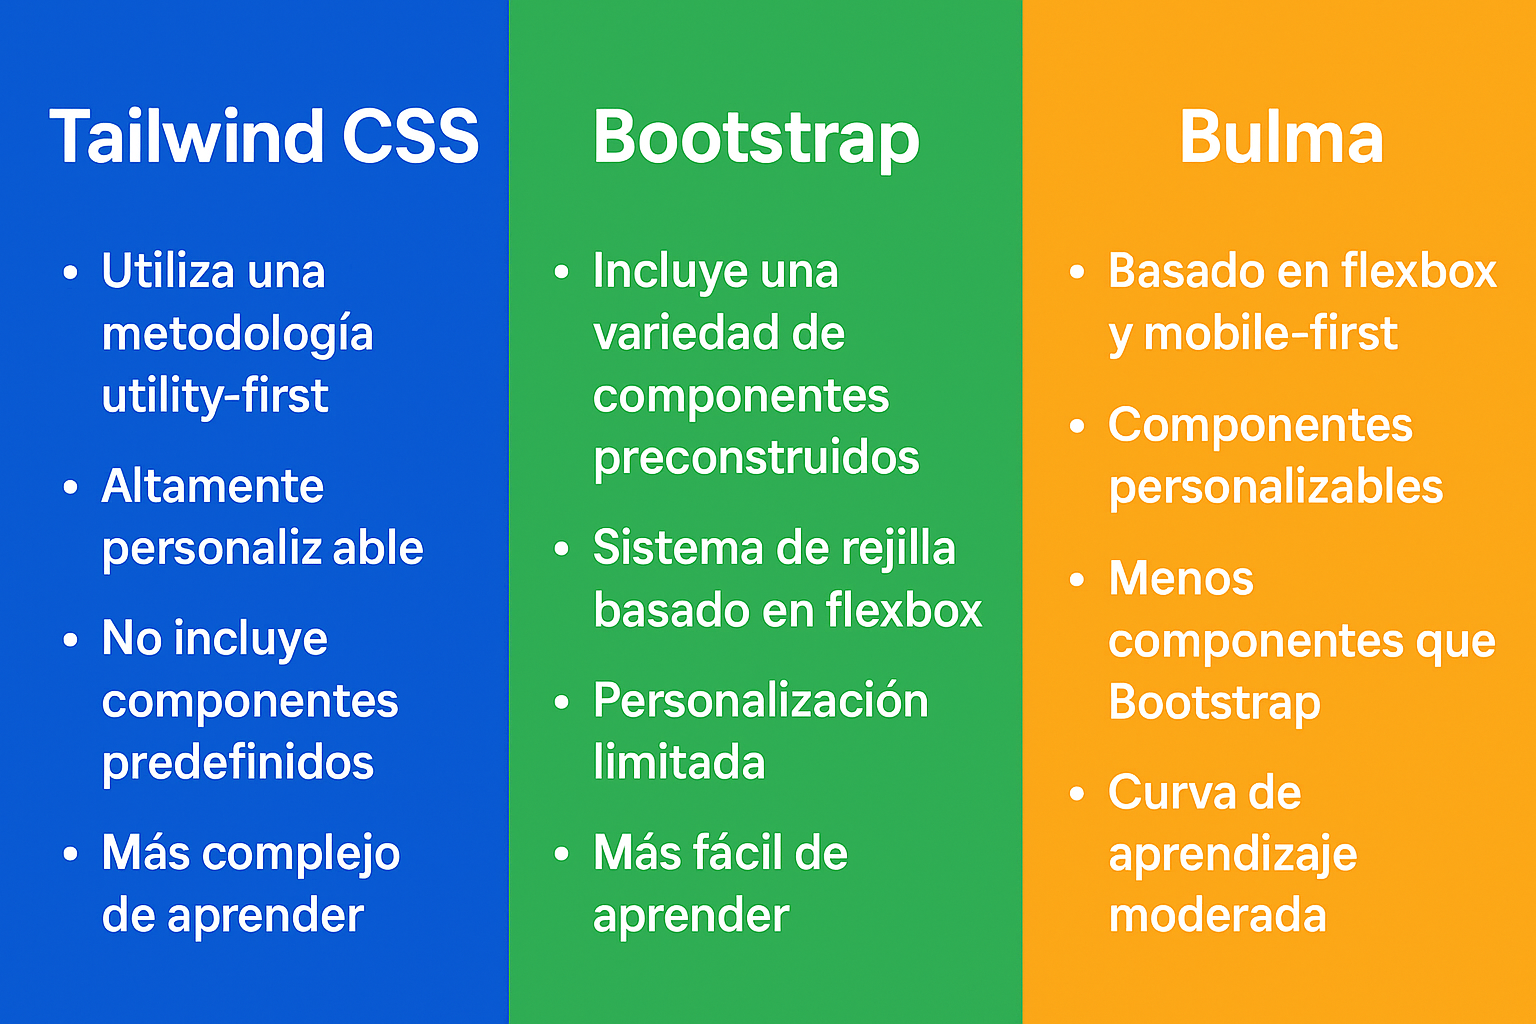 Tailwind CSS
• Utiliza una
metodología
utility-first
• Altamente
personaliz able
• No incluye
componentes
predefinidos
• Más complejo
de aprender
Bootstrap
• Incluye una
variedad de
componentes
preconstruidos
• Sistema de rejilla
basado en flexbox
• Personalización
limitada
• Más fácil de
aprender
Bulma
• Basado en flexbox
y mobile-first
• Componentes
personalizables
• Menos
componentes que
Bootstrap
• Curva de
aprendizaje
moderada